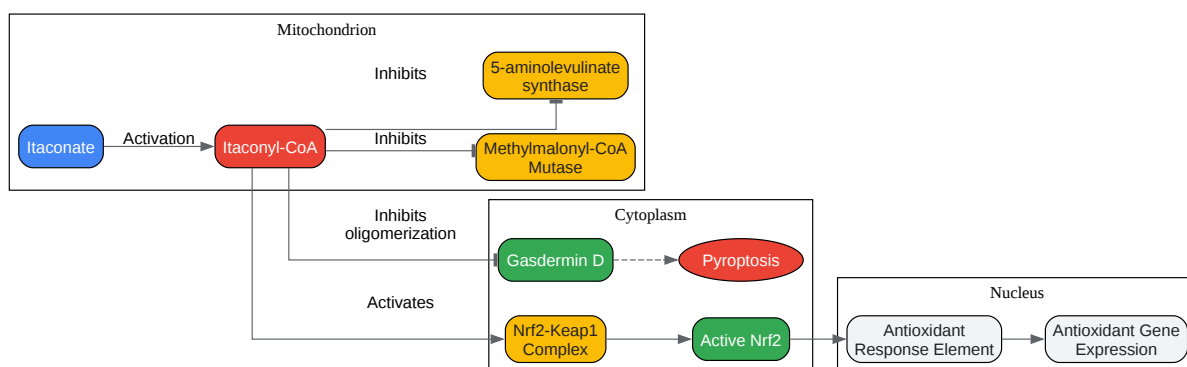 Mitochondrion
Inhibits
5-aminolevulinate
synthase
Itaconate
Activation
Itaconyl-CoA
Inhibits
Methylmalonyl-CoA
Mutase
Inhibits
oligomerization
Cytoplasm
Gasdermin D
Pyroptosis
Activates
Nrf2-Keap1
Complex
Active Nrf2
Nucleus
Antioxidant
Response Element
Antioxidant Gene
Expression